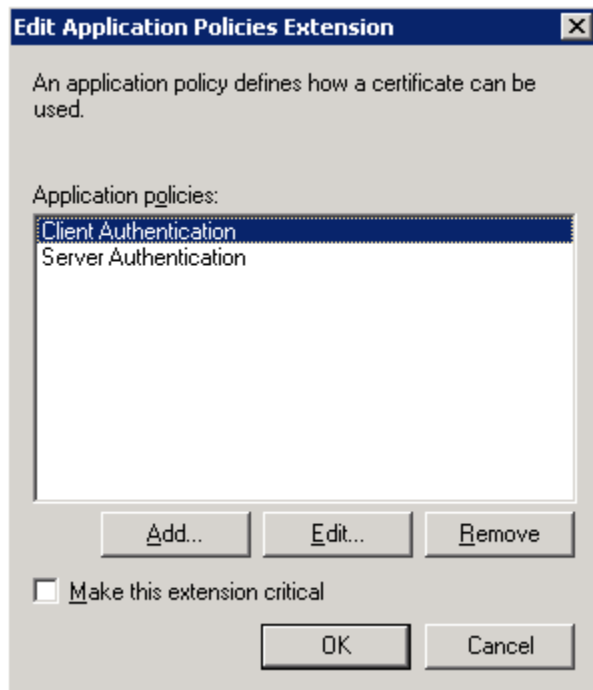 Edit Application Policies Extension
An application policy defines how a certificate can be
used.
Application policies:
Client Authentication
Server Authentication
Add...
Edit...
Remove
Make this extension critical
OK
Cancel